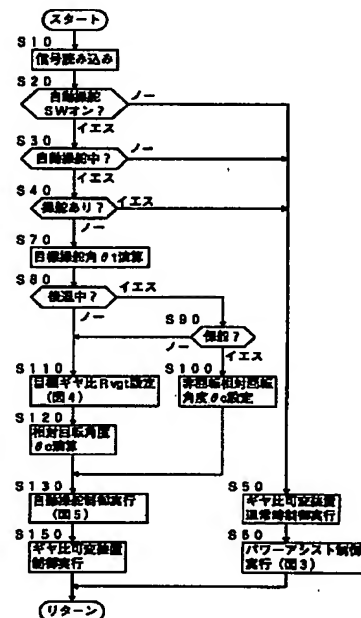 スタート
S10
信号読み込み
S20
自動操舵
SWオン?
ノー
イエス
S30
自動操舵中?
ノー
イエス
S40
操舵あり?
イエス
ノー
S70
目標操舵角θt演算
S80
後退中?
イエス
ノー
S90
保舵?
ノー
イエス
S110
目標ギヤ比Rvgt設定
(図4)
S100
非回転相対回転
角度θc設定
S120
相対回転角度
θc演算
S130
自動操舵制御実行
(図5)
S50
ギヤ比可変装置
通常時制御実行
S150
ギヤ比可変装置
制御実行
S60
パワーアシスト制御
実行(図3)
リターン